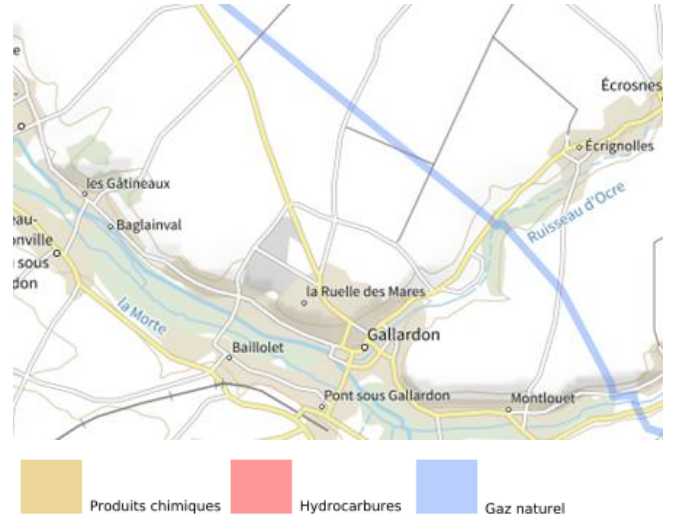 e
Écrosnes
Écrignolles
les Gâtineaux
Ruisseau d'Ocre
Baglainval
eau-
onville
sous
don
la Ruelle des Mares
la Morte
Gallardon
Baillolet
Pont sous Gallardon
Montlouet
Produits chimiques
Hydrocarbures
Gaz naturel